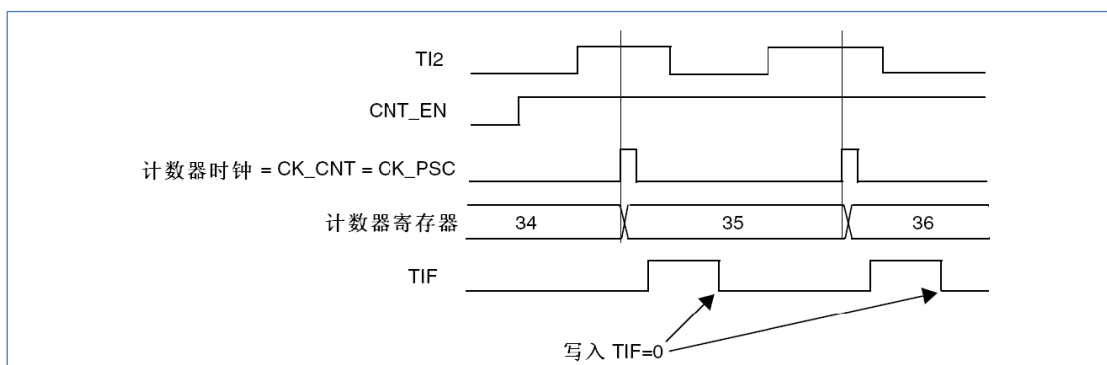 TI2
CNT_EN
计数器时钟 = CK_CNT = CK_PSC
计数器寄存器 34 35 36
TIF
写入 TIF=0